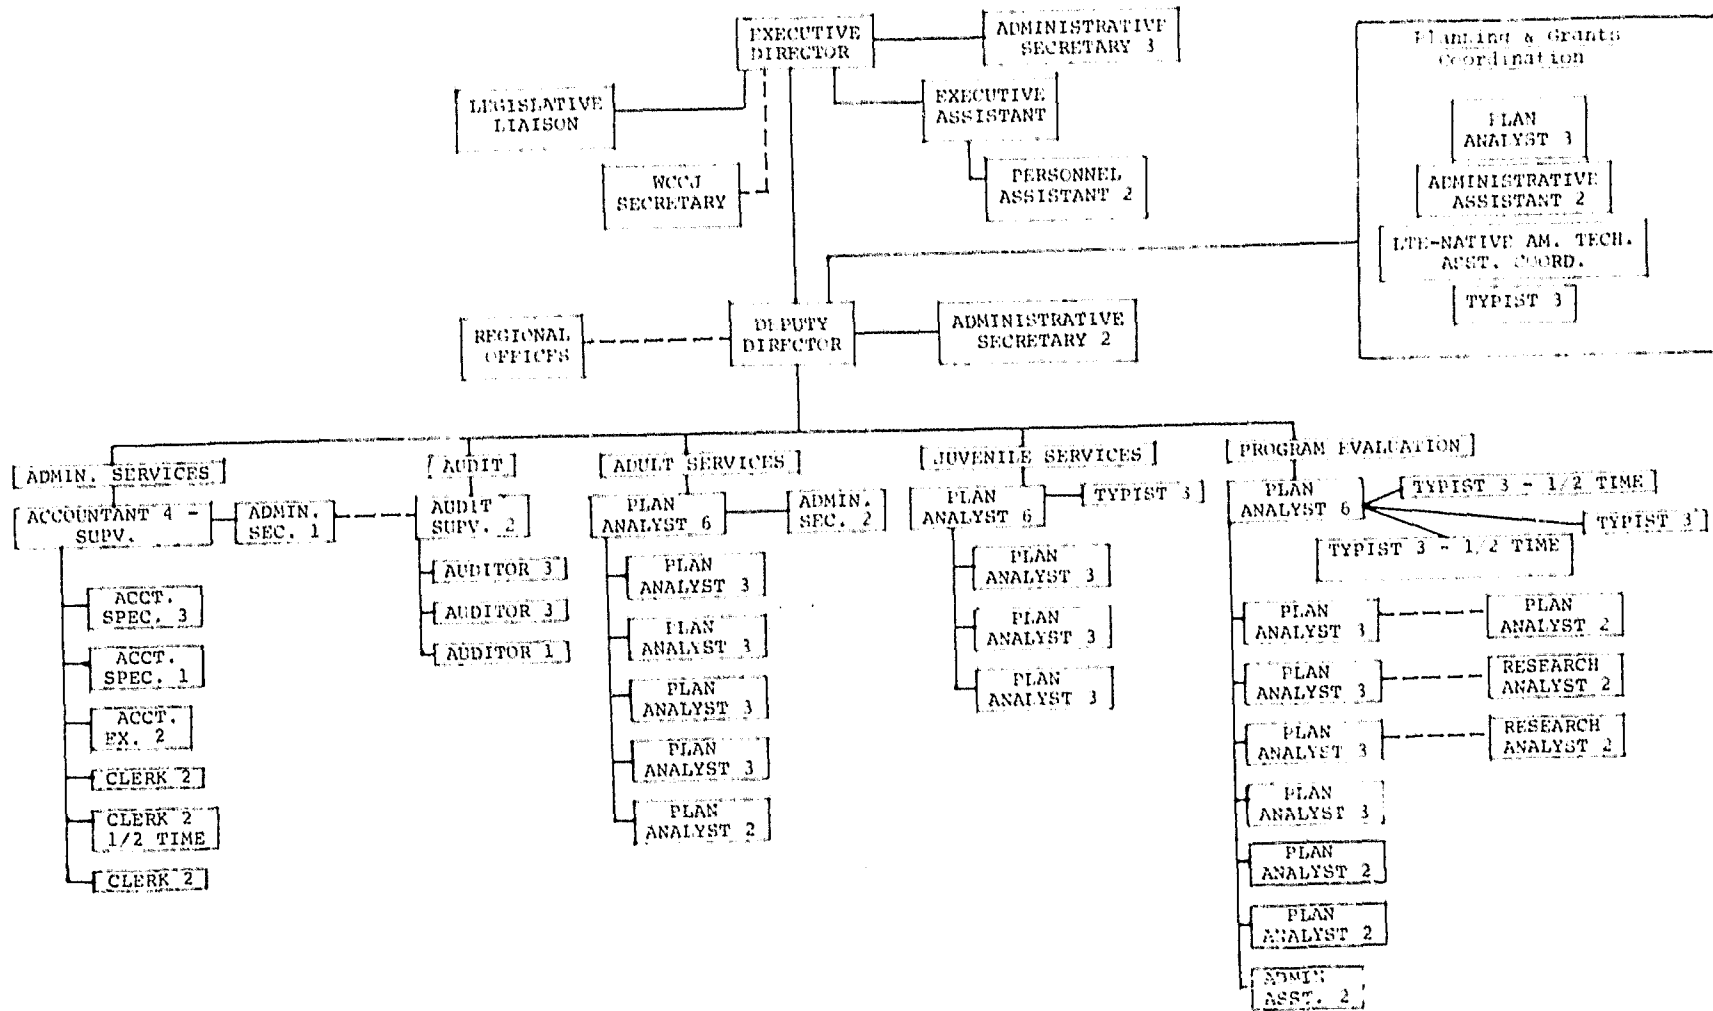 EXECUTIVE
DIRECTOR
ADMINISTRATIVE
SECRETARY 3
LEGISLATIVE
LIAISON
EXECUTIVE
ASSISTANT
WCCJ
SECRETARY
PERSONNEL
ASSISTANT 2
Planning & Grants
Coordination
PLAN
ANALYST 3
ADMINISTRATIVE
ASSISTANT 2
LTE-NATIVE AM. TECH.
ASST. COORD.
TYPIST 3
REGIONAL
OFFICES
DEPUTY
DIRECTOR
ADMINISTRATIVE
SECRETARY 2
ADMIN. SERVICES
ACCOUNTANT 4 -
SUPV.
ADMIN.
SEC. 1
ACCT.
SPEC. 3
ACCT.
SPEC. 1
ACCT.
EX. 2
CLERK 2
CLERK 2
1/2 TIME
CLERK 2
AUDIT
AUDIT
SUPV. 2
AUDITOR 3
AUDITOR 3
AUDITOR 1
ADULT SERVICES
PLAN
ANALYST 6
ADMIN.
SEC. 2
PLAN
ANALYST 3
PLAN
ANALYST 3
PLAN
ANALYST 3
PLAN
ANALYST 3
PLAN
ANALYST 2
JUVENILE SERVICES
PLAN
ANALYST 6
TYPIST 3
PLAN
ANALYST 3
PLAN
ANALYST 3
PLAN
ANALYST 3
PROGRAM EVALUATION
PLAN
ANALYST 6
TYPIST 3 - 1/2 TIME
TYPIST 3
TYPIST 3 - 1/2 TIME
PLAN
ANALYST 3
PLAN
ANALYST 2
PLAN
ANALYST 3
RESEARCH
ANALYST 2
PLAN
ANALYST 3
RESEARCH
ANALYST 2
PLAN
ANALYST 3
PLAN
ANALYST 2
PLAN
ANALYST 2
ADMIN
ASST. 2